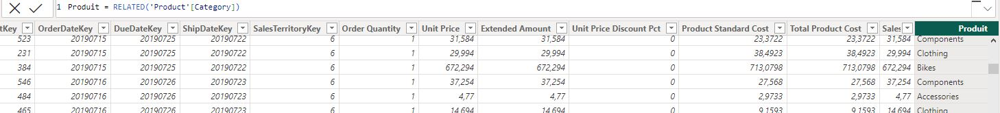 1 Produit = RELATED('Product'[Category])
tKey OrderDateKey DueDateKey ShipDateKey SalesTerritoryKey Order Quantity Unit Price Extended Amount Unit Price Discount Pct Product Standard Cost Total Product Cost Sales Produit
523 20190715 20190725 20190722 6 1 31,584 31,584 0 23,3722 23,3722 31,584 Components
231 20190715 20190725 20190722 6 1 29,994 29,994 0 38,4923 38,4923 29,994 Clothing
384 20190715 20190725 20190722 6 1 672,294 672,294 0 713,0798 713,0798 672,294 Bikes
546 20190716 20190726 20190723 6 1 37,254 37,254 0 27,568 27,568 37,254 Components
484 20190716 20190726 20190723 6 1 4,77 4,77 0 2,9733 2,9733 4,77 Accessories
465 20190716 20190726 20190723 6 1 14,694 14,694 0 9,1593 9,1593 14,694 Clothing